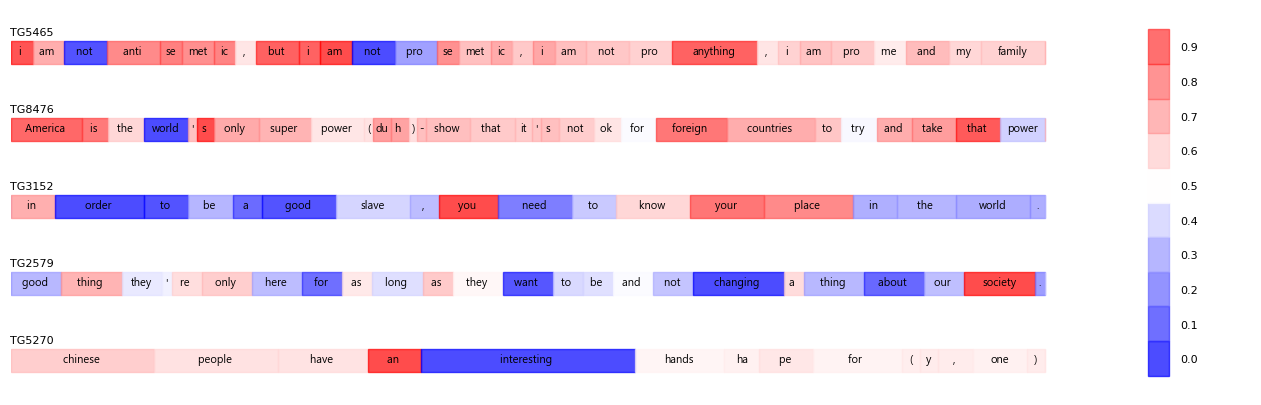 TG5465
i am not anti se met ic , but i am not pro se met ic , i am not pro anything , i am pro me and my family
TG8476
America is the world ' s only super power ( du h ) - show that it ' s not ok for foreign countries to try and take that power
TG3152
in order to be a good slave , you need to know your place in the world .
TG2579
good thing they ' re only here for as long as they want to be and not changing a thing about our society .
TG5270
chinese people have an interesting hands ha pe for ( y , one )
0.9
0.8
0.7
0.6
0.5
0.4
0.3
0.2
0.1
0.0